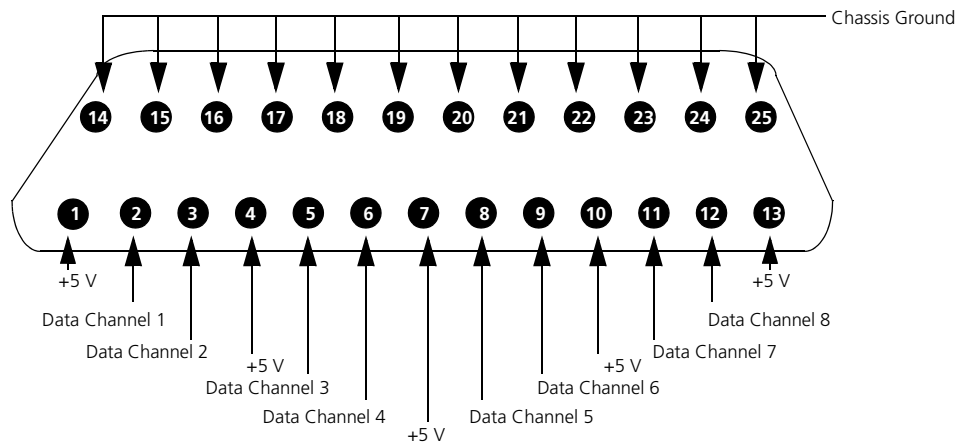 Chassis Ground
14 15 16 17 18 19 20 21 22 23 24 25
1 2 3 4 5 6 7 8 9 10 11 12 13
+5 V +5 V
Data Channel 1 Data Channel 8
Data Channel 2 Data Channel 7
+5 V +5 V
Data Channel 3 Data Channel 6
Data Channel 4 Data Channel 5
+5 V